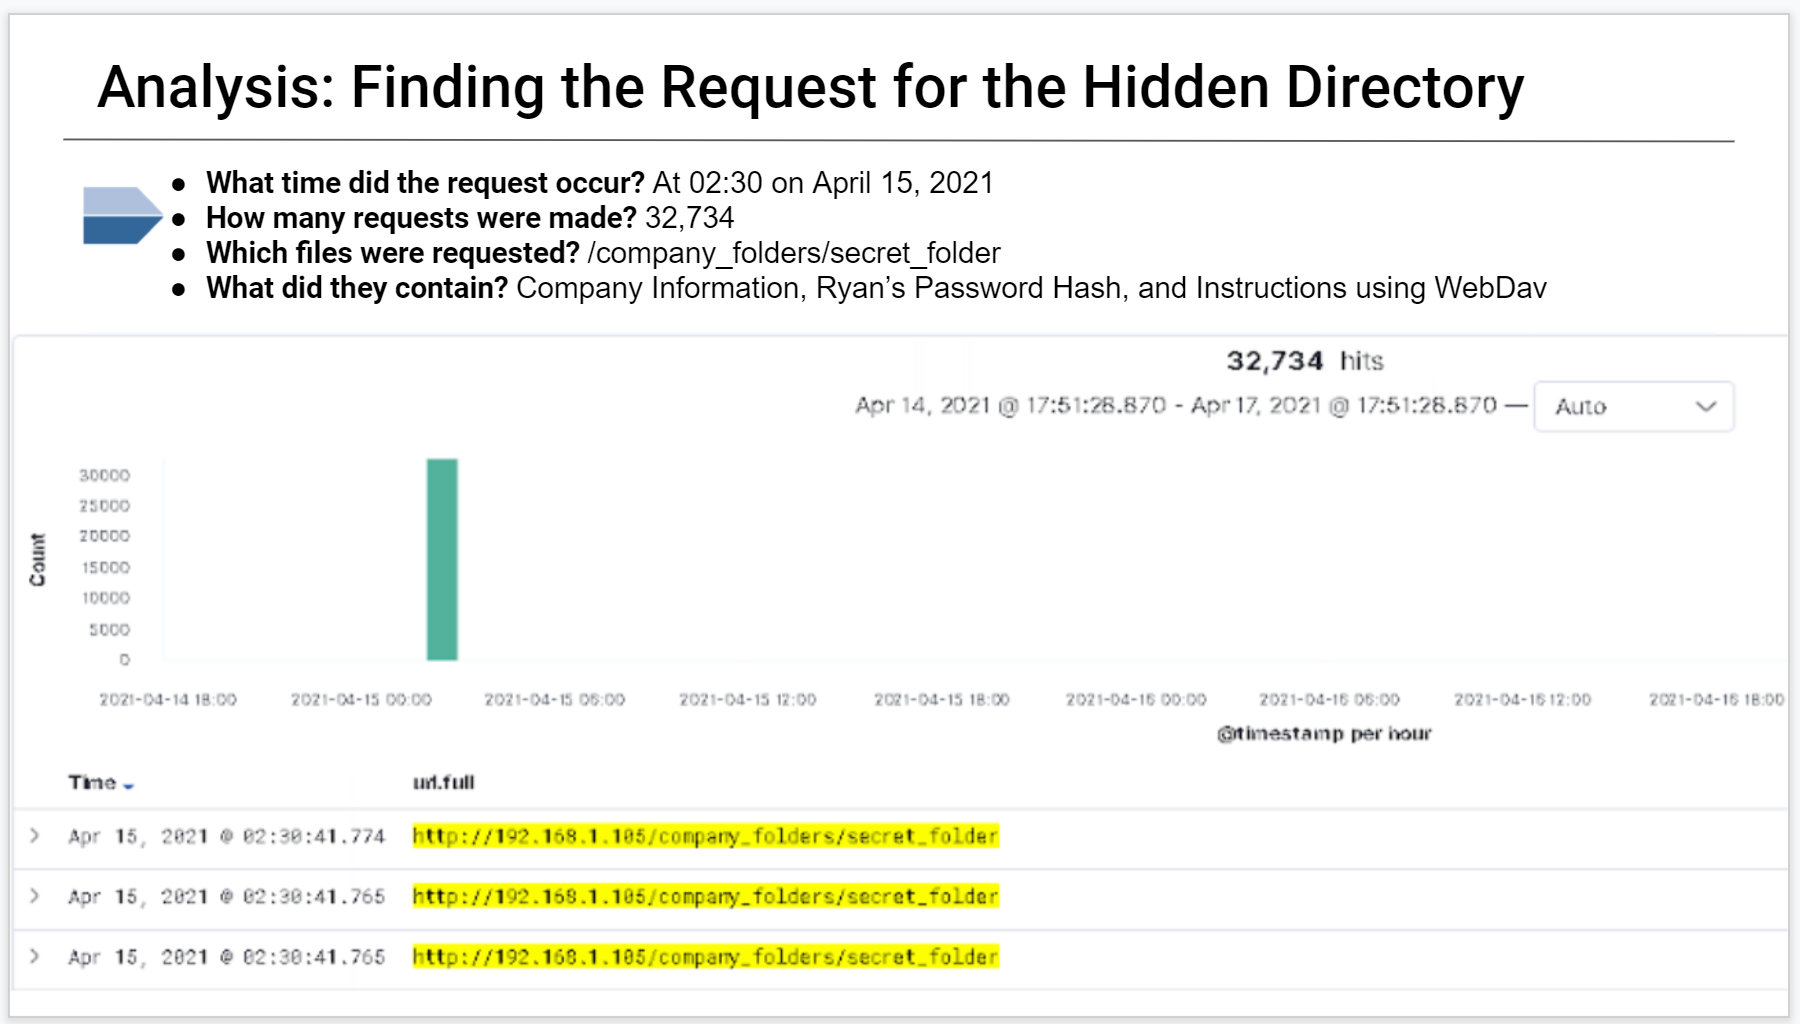 Analysis: Finding the Request for the Hidden Directory
● What time did the request occur? At 02:30 on April 15, 2021
● How many requests were made? 32,734
● Which files were requested? /company_folders/secret_folder
● What did they contain? Company Information, Ryan’s Password Hash, and Instructions using WebDav
32,734 hits
Apr 14, 2021 @ 17:51:28.870 - Apr 17, 2021 @ 17:51:28.870 — Auto
Count
30000
25000
20000
15000
10000
5000
0
2021-04-14 18:00 2021-04-15 00:00 2021-04-15 06:00 2021-04-15 12:00 2021-04-15 18:00 2021-04-16 00:00 2021-04-16 06:00 2021-04-16 12:00 2021-04-16 18:00
@timestamp per hour
Time url.full
Apr 15, 2021 @ 02:30:41.774 http://192.168.1.105/company_folders/secret_folder
Apr 15, 2021 @ 02:30:41.765 http://192.168.1.105/company_folders/secret_folder
Apr 15, 2021 @ 02:30:41.765 http://192.168.1.105/company_folders/secret_folder